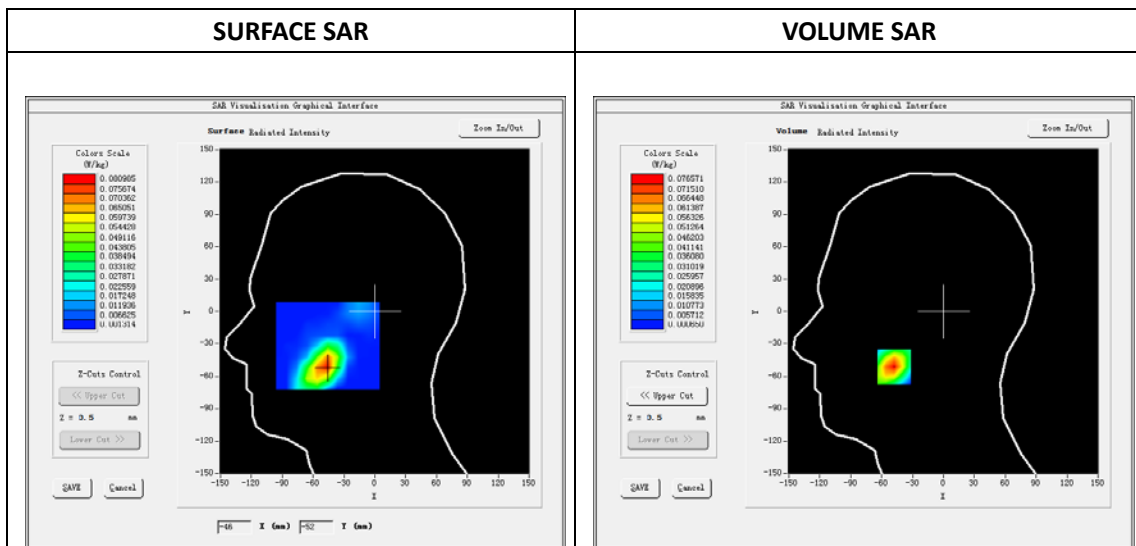 SURFACE SAR
VOLUME SAR
SAR Visualisation Graphical Interface
Surface Radiated Intensity
Zoom In/Out
Colors Scale
(W/kg)
0.080985
0.075674
0.070362
0.065051
0.059739
0.054428
0.049116
0.043805
0.038494
0.033182
0.027871
0.022559
0.017248
0.011936
0.006625
0.001314
150
120
90
60
30
0
-30
-60
-90
-120
-150
Y
-150 -120 -90 -60 -30 0 30 60 90 120 150
X
Z-Cuts Control
<< Upper Cut
Z = 3.5 mm
Lower Cut >>
SAVE Cancel
-46 X (mm) -52 Y (mm)
SAR Visualisation Graphical Interface
Volume Radiated Intensity
Zoom In/Out
Colors Scale
(W/kg)
0.076571
0.071510
0.066448
0.061387
0.056326
0.051264
0.046203
0.041141
0.036080
0.031019
0.025957
0.020896
0.015835
0.010773
0.005712
0.000650
150
120
90
60
30
0
-30
-60
-90
-120
-150
Y
-150 -120 -90 -60 -30 0 30 60 90 120 150
X
Z-Cuts Control
<< Upper Cut
Z = 3.5 mm
Lower Cut >>
SAVE Cancel